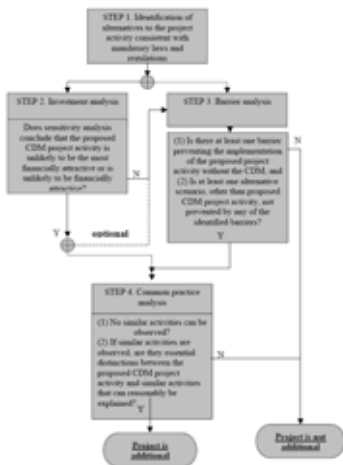 STEP 1. Identification of
alternatives to the project
activity consistent with
mandatory laws and
regulations
STEP 2. Investment analysis
Does sensitivity analysis
conclude that the proposed
CDM project activity is
unlikely to be the most
financially attractive or is
unlikely to be financially
attractive?
STEP 3. Barrier analysis
(1) Is there at least one barrier
preventing the implementation
of the proposed project
activity without the CDM; and
(2) Is at least one alternative
scenario, other than proposed
CDM project activity, not
prevented by any of the
identified barriers?
N
N
Y
optional
Y
STEP 4. Common practice
analysis
(1) No similar activities can be
observed?
(2) If similar activities are
observed, are they essential
distinctions between the
proposed CDM project
activity and similar activities
that can reasonably be
explained?
N
Y
Project is
additional
Project is not
additional